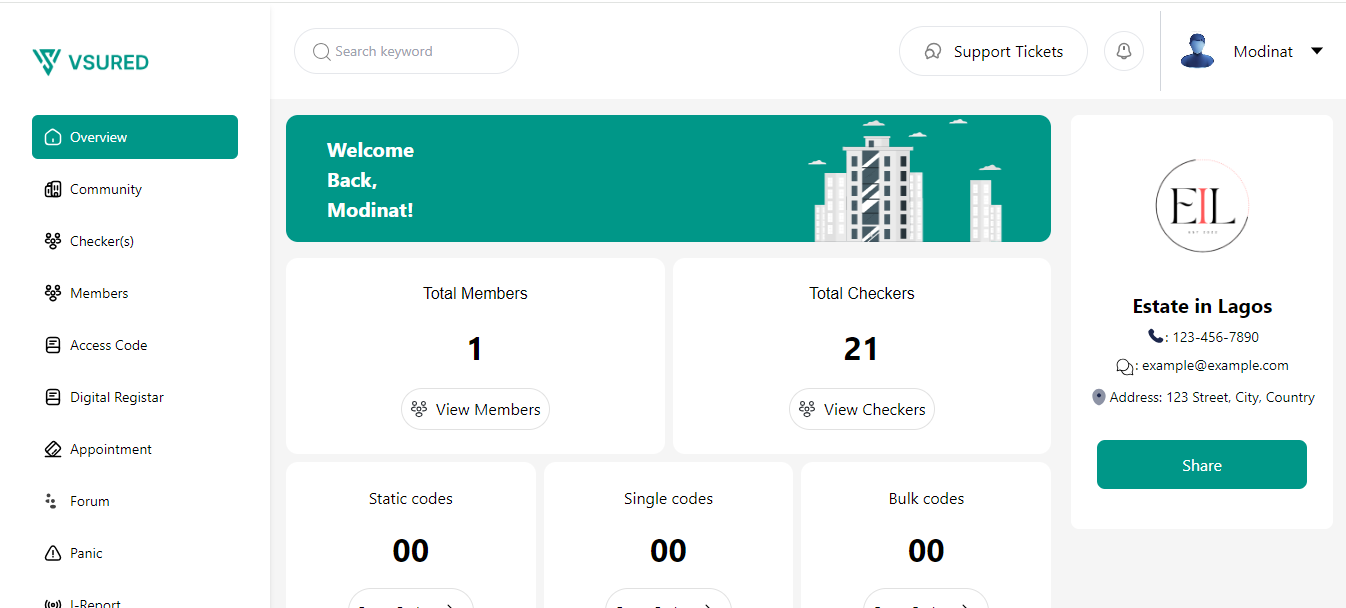 VSURED
Search keyword
Support Tickets
Modinat
Overview
Community
Checker(s)
Members
Access Code
Digital Registar
Appointment
Forum
Panic
I-Report
Welcome
Back,
Modinat!
Total Members
1
View Members
Total Checkers
21
View Checkers
Static codes
00
Single codes
00
Bulk codes
00
EIL
Estate in Lagos
: 123-456-7890
: example@example.com
Address: 123 Street, City, Country
Share